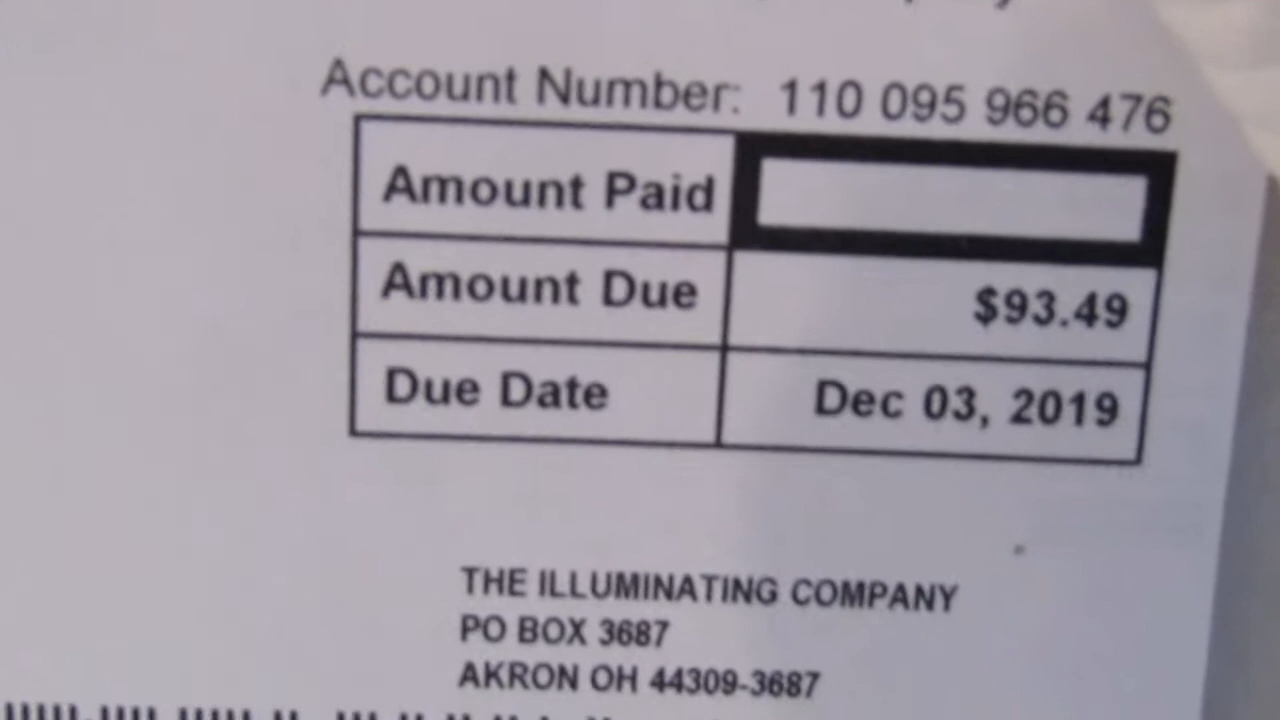 Account Number: 110 095 966 476
Amount Paid
Amount Due $93.49
Due Date Dec 03, 2019
THE ILLUMINATING COMPANY
PO BOX 3687
AKRON OH 44309-3687